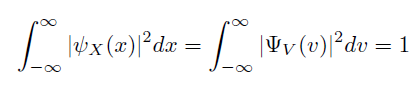 ∫_{-∞}^{∞} |ψ_X(x)|² dx = ∫_{-∞}^{∞} |Ψ_V(v)|² dv = 1